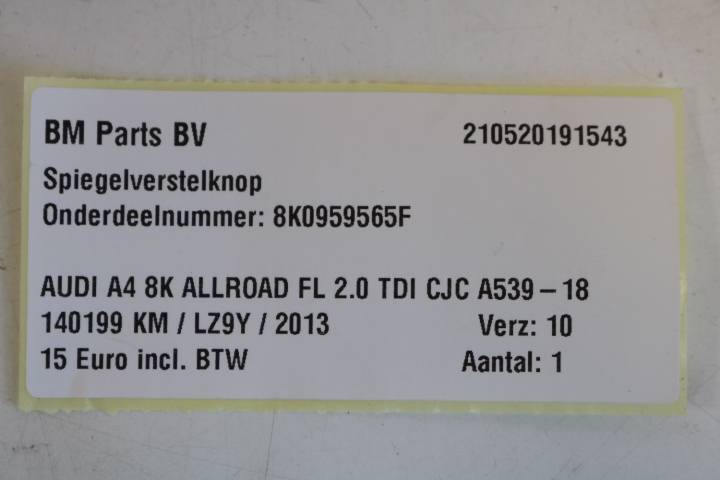 BM Parts BV 210520191543
Spiegelverstelknop
Onderdeelnummer: 8K0959565F
AUDI A4 8K ALLROAD FL 2.0 TDI CJC A539 – 18
140199 KM / LZ9Y / 2013 Verz: 10
15 Euro incl. BTW Aantal: 1